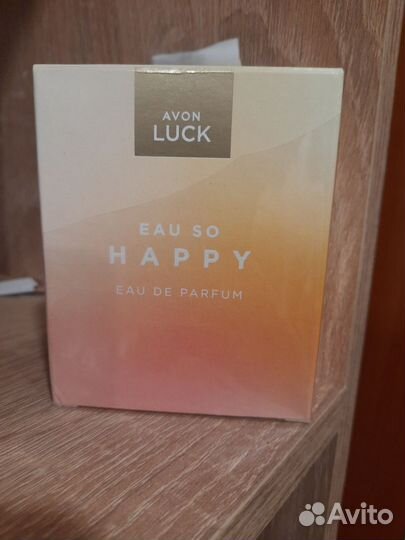 AVON
LUCK
EAU SO
HAPPY
EAU DE PARFUM
Avito